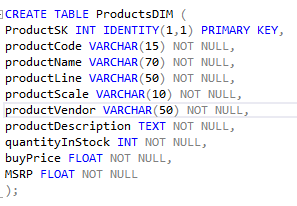 CREATE TABLE ProductsDIM (
ProductSK INT IDENTITY(1,1) PRIMARY KEY,
productCode VARCHAR(15) NOT NULL,
productName VARCHAR(70) NOT NULL,
productLine VARCHAR(50) NOT NULL,
productScale VARCHAR(10) NOT NULL,
productVendor VARCHAR(50) NOT NULL,
productDescription TEXT NOT NULL,
quantityInStock INT NOT NULL,
buyPrice FLOAT NOT NULL,
MSRP FLOAT NOT NULL
);